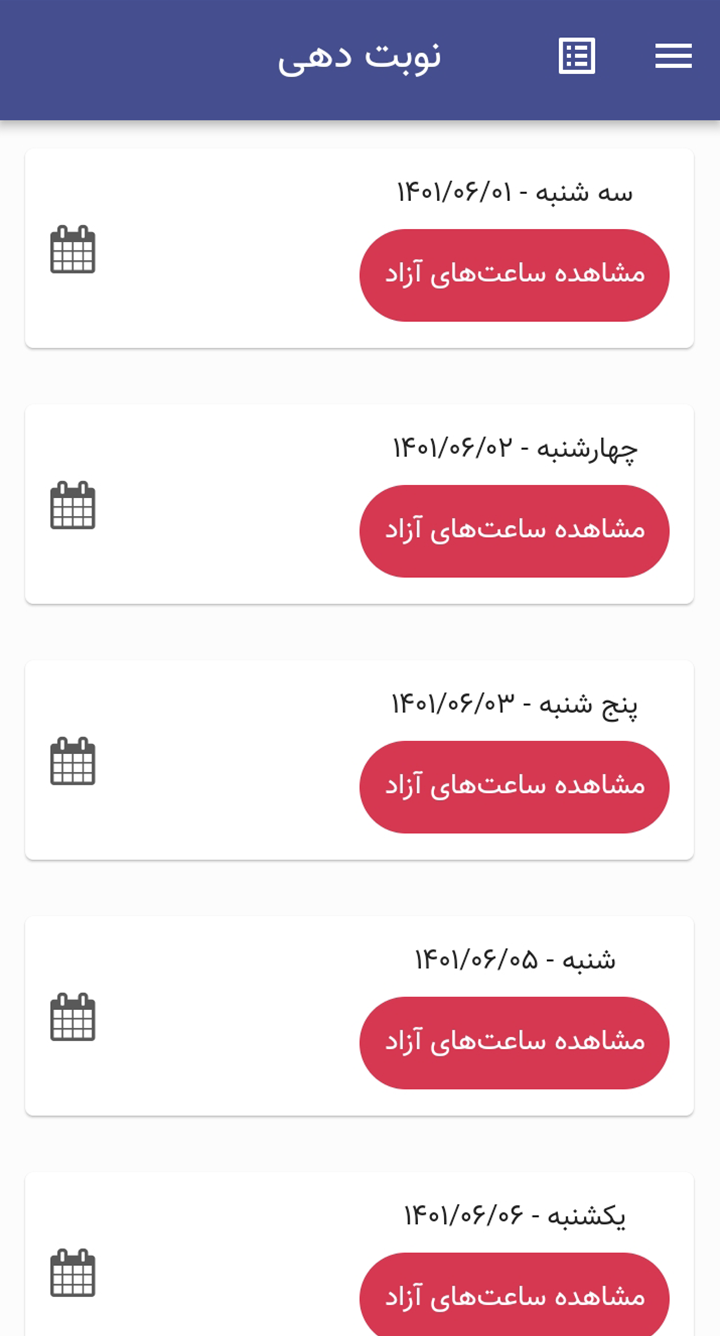 نوبت دهی
سه شنبه - ۱۴۰۱/۰۶/۰۱
مشاهده ساعت‌های آزاد
چهارشنبه - ۱۴۰۱/۰۶/۰۲
مشاهده ساعت‌های آزاد
پنج شنبه - ۱۴۰۱/۰۶/۰۳
مشاهده ساعت‌های آزاد
شنبه - ۱۴۰۱/۰۶/۰۵
مشاهده ساعت‌های آزاد
یکشنبه - ۱۴۰۱/۰۶/۰۶
مشاهده ساعت‌های آزاد